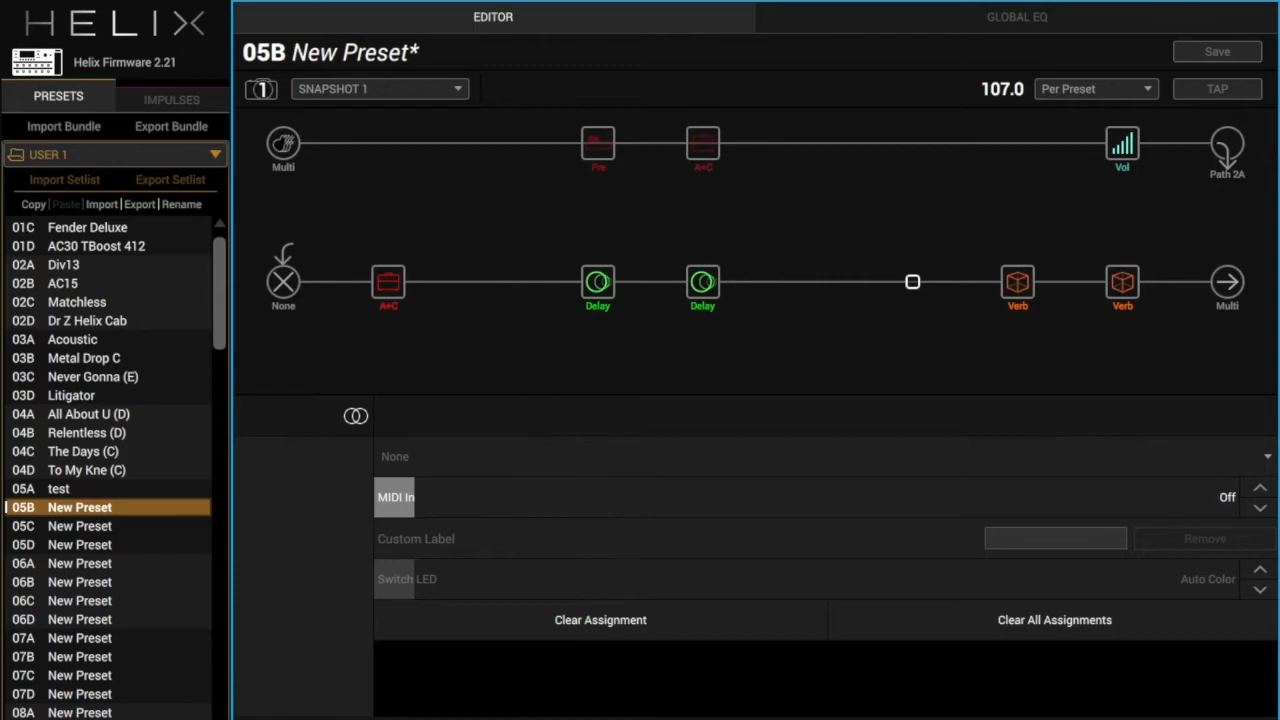 HELIX
Helix Firmware 2.21
PRESETS
IMPULSES
Import Bundle
Export Bundle
USER 1
Import Setlist
Export Setlist
Copy|Paste|Import|Export|Rename
01C Fender Deluxe
01D AC30 TBoost 412
02A Div13
02B AC15
02C Matchless
02D Dr Z Helix Cab
03A Acoustic
03B Metal Drop C
03C Never Gonna (E)
03D Litigator
04A All About U (D)
04B Relentless (D)
04C The Days (C)
04D To My Kne (C)
05A test
05B New Preset
05C New Preset
05D New Preset
06A New Preset
06B New Preset
06C New Preset
06D New Preset
07A New Preset
07B New Preset
07C New Preset
07D New Preset
08A New Preset
EDITOR
GLOBAL EQ
05B New Preset*
Save
1
SNAPSHOT 1
107.0
Per Preset
TAP
Multi
Pre
A+C
Vol
Path 2A
None
A+C
Delay
Delay
Verb
Verb
Multi
None
MIDI In
Off
Custom Label
Remove
Switch LED
Auto Color
Clear Assignment
Clear All Assignments